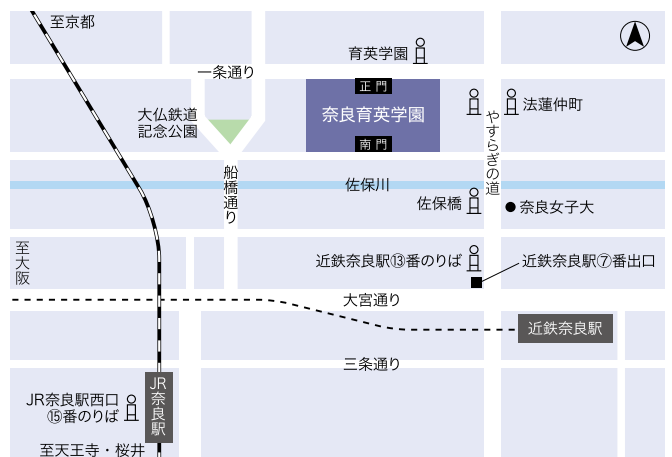 至京都
育英学園
一条通り
正門
大仏鉄道
記念公園
奈良育英学園
法蓮仲町
南門
やすらぎの道
船橋通り
佐保川
佐保橋
奈良女子大
至大阪
近鉄奈良駅⑬番のりば
近鉄奈良駅⑦番出口
大宮通り
近鉄奈良駅
三条通り
JR奈良駅
JR奈良駅西口
⑮番のりば
至天王寺・桜井